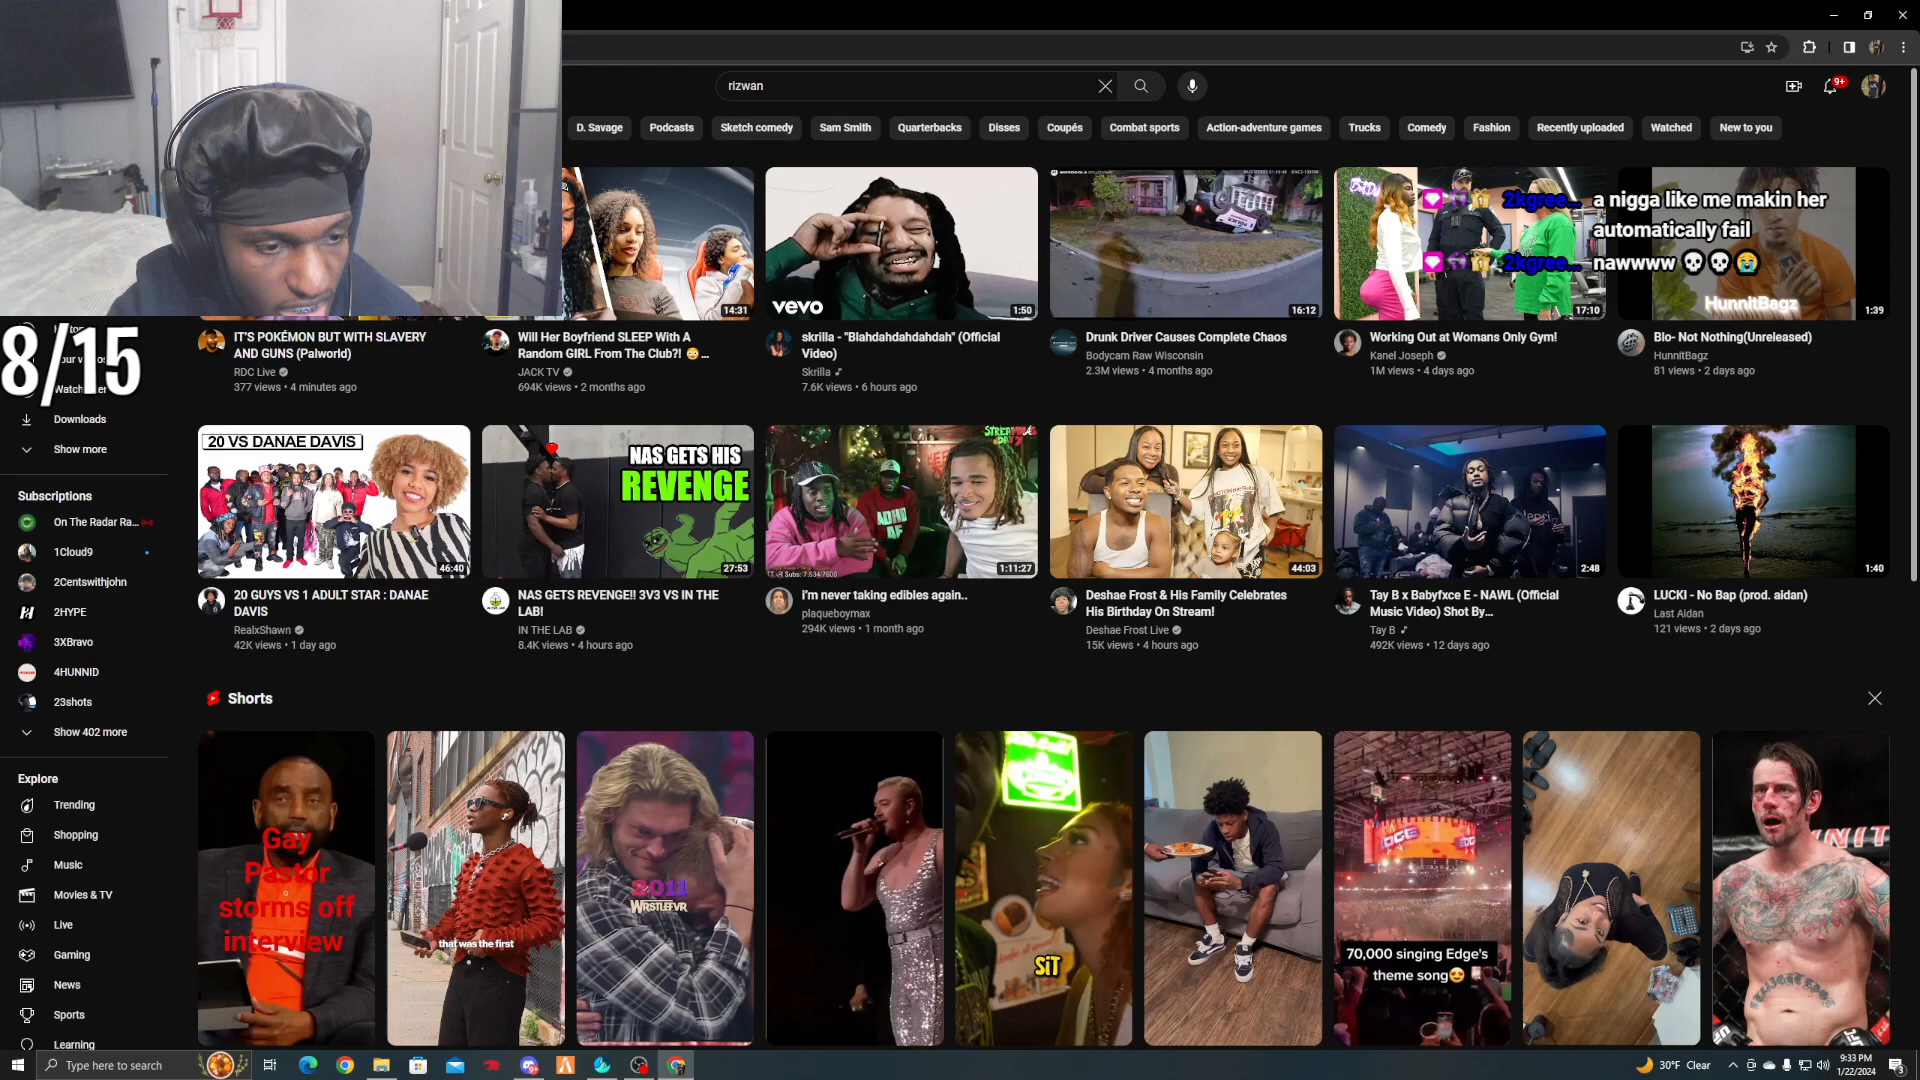 rizwan
9+
D. Savage
Podcasts
Sketch comedy
Sam Smith
Quarterbacks
Disses
Coupés
Combat sports
Action-adventure games
Trucks
Comedy
Fashion
Recently uploaded
Watched
New to you
14:31
vevo
1:50
16:12
17:10
2kgree... a nigga like me makin her
automatically fail
2kgree... nawwww 💀💀😭
HunnItBagz
1:39
8/15
IT'S POKÉMON BUT WITH SLAVERY
AND GUNS (Palworld)
RDC Live
377 views • 4 minutes ago
Will Her Boyfriend SLEEP With A
Random GIRL From The Club?! 😳...
JACK TV
694K views • 2 months ago
skrilla - "Blahdahdahdahdah" (Official
Video)
Skrilla
7.6K views • 6 hours ago
Drunk Driver Causes Complete Chaos
Bodycam Raw Wisconsin
2.3M views • 4 months ago
Working Out at Womans Only Gym!
Kanel Joseph
1M views • 4 days ago
Blo- Not Nothing(Unreleased)
HunnitBagz
81 views • 2 days ago
Downloads
Show more
Subscriptions
On The Radar Ra...
1Cloud9
2Centswithjohn
2HYPE
3XBravo
4HUNNID
23shots
Show 402 more
Explore
Trending
Shopping
Music
Movies & TV
Live
Gaming
News
Sports
Learning
20 VS DANAE DAVIS
46:40
NAS GETS HIS
REVENGE
27:53
ADHD
AF
1:11:27
44:03
2:48
1:40
20 GUYS VS 1 ADULT STAR : DANAE
DAVIS
RealxShawn
42K views • 1 day ago
NAS GETS REVENGE!! 3V3 VS IN THE
LAB!
IN THE LAB
8.4K views • 4 hours ago
i'm never taking edibles again..
plaqueboymax
294K views • 1 month ago
Deshae Frost & His Family Celebrates
His Birthday On Stream!
Deshae Frost Live
15K views • 4 hours ago
Tay B x Babyfxce E - NAWL (Official
Music Video) Shot By...
Tay B
492K views • 12 days ago
LUCKI - No Bap (prod. aidan)
Last Aidan
121 views • 2 days ago
Shorts
Gay
Pastor
storms off
interview
that was the first
2011
WRSTLEFVR
SiT
EDGE
70,000 singing Edge's
theme song😍
Type here to search
30°F Clear
9:33 PM
1/22/2024
3